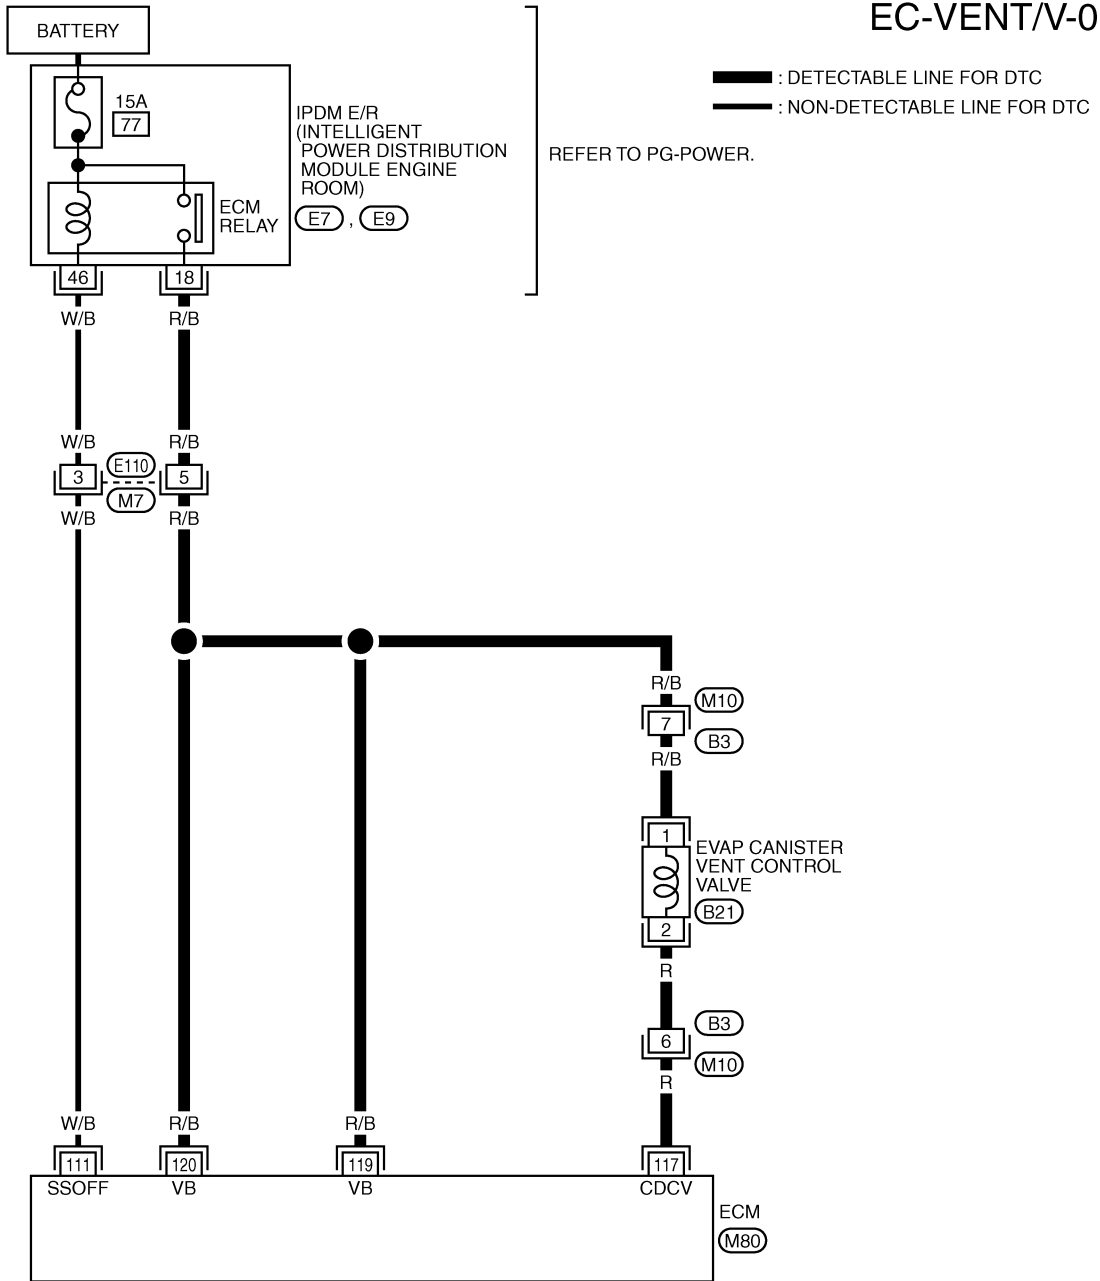 EC-VENT/V-0
BATTERY
: DETECTABLE LINE FOR DTC
: NON-DETECTABLE LINE FOR DTC
15A
77
IPDM E/R
(INTELLIGENT
POWER DISTRIBUTION
MODULE ENGINE
ROOM)
E7 , E9
REFER TO PG-POWER.
ECM
RELAY
46
18
W/B
R/B
W/B
R/B
3
E110
M7
5
W/B
R/B
R/B
M10
7
B3
R/B
1
EVAP CANISTER
VENT CONTROL
VALVE
B21
2
R
B3
6
M10
R
W/B
R/B
R/B
111
120
119
117
SSOFF
VB
VB
CDCV
ECM
M80